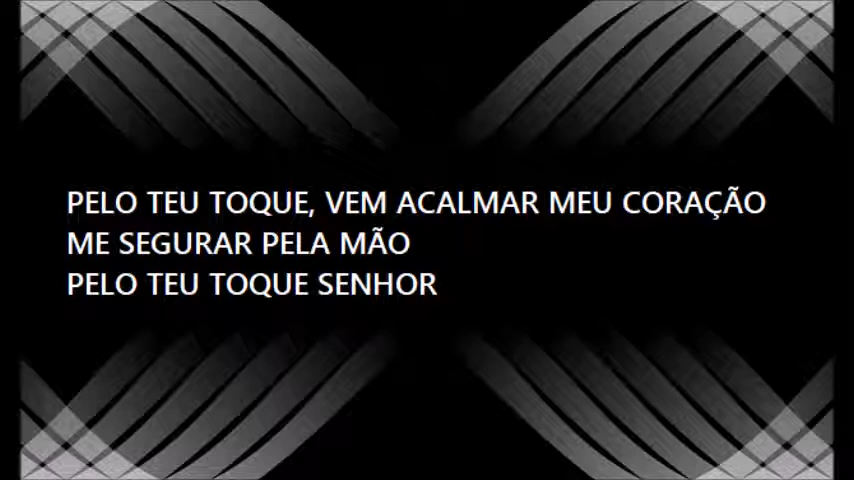 PELO TEU TOQUE, VEM ACALMAR MEU CORAÇÃO
ME SEGURAR PELA MÃO
PELO TEU TOQUE SENHOR